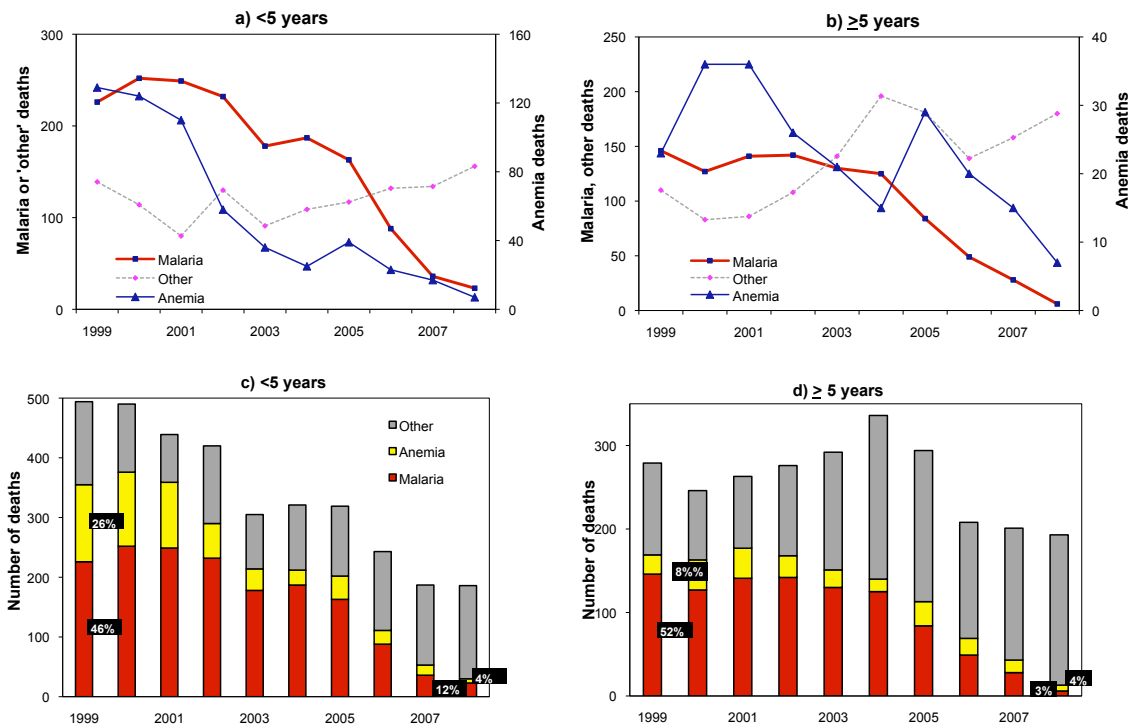 a) <5 years
300
200
100
0
160
120
80
40
0
Malaria or 'other' deaths
Anemia deaths
Malaria
Other
Anemia
1999 2001 2003 2005 2007
b) ≥5 years
250
200
150
100
50
0
40
30
20
10
0
Malaria, other deaths
Anemia deaths
Malaria
Other
Anemia
1999 2001 2003 2005 2007
c) <5 years
500
400
300
200
100
0
Number of deaths
Other
Anemia
Malaria
26%
46%
4%
12%
1999 2001 2003 2005 2007
d) ≥ 5 years
300
200
100
0
Number of deaths
8%%
52%
4%
3%
1999 2001 2003 2005 2007